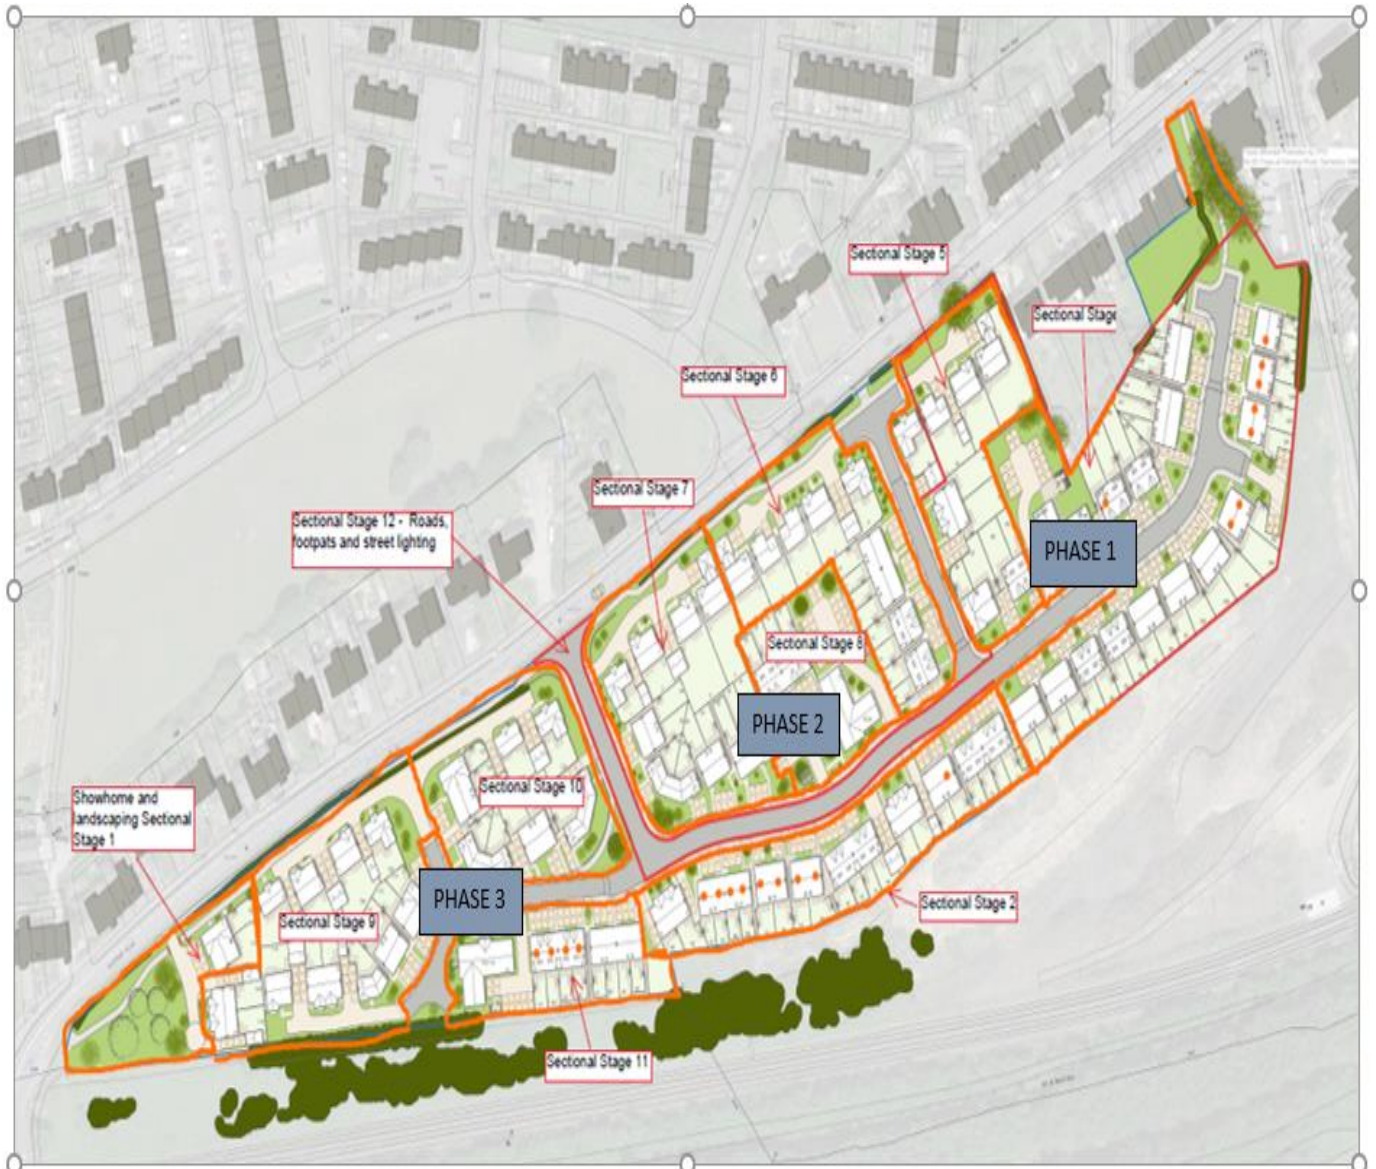 Sectional Stage 5
Sectional Stage
Sectional Stage 6
Sectional Stage 7
Sectional Stage 12 - Roads,
footpats and street lighting
PHASE 1
Sectional Stage 8
PHASE 2
Showhome and
landscaping Sectional
Stage 1
Sectional Stage 10
PHASE 3
Sectional Stage 9
Sectional Stage 2
Sectional Stage 11